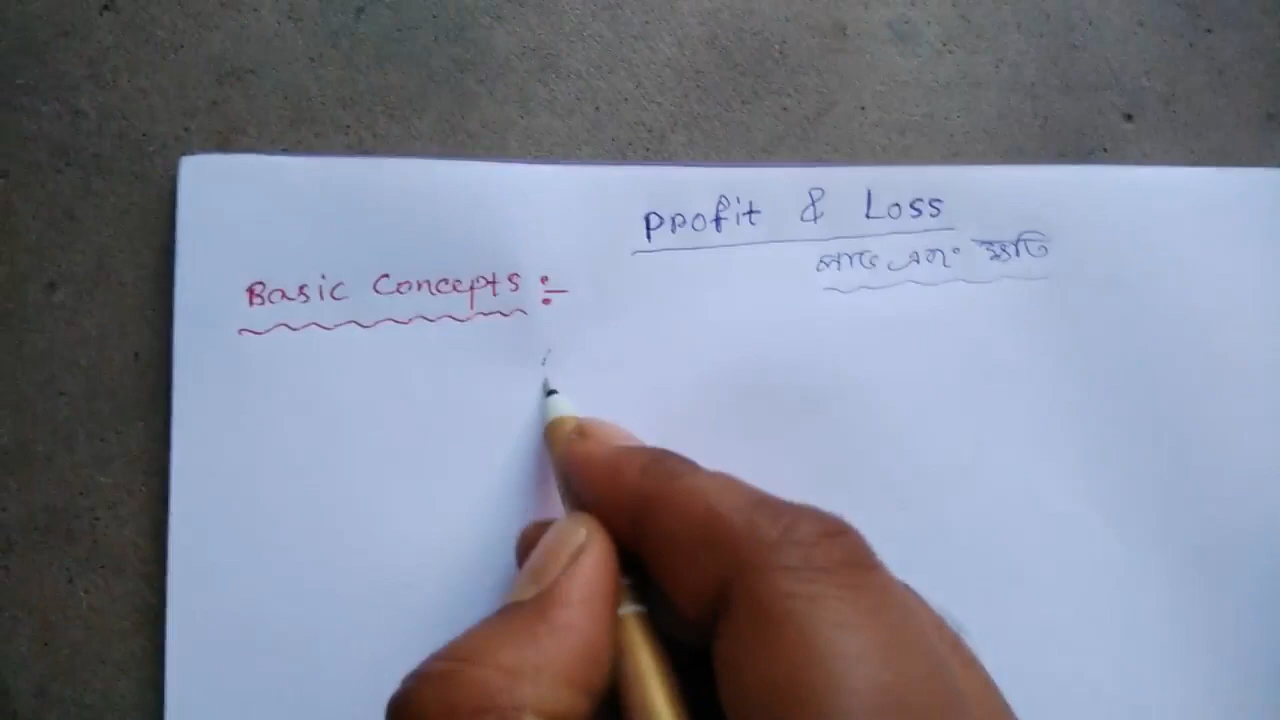 Profit & Loss
লাভ এবং ক্ষতি
Basic Concepts :-